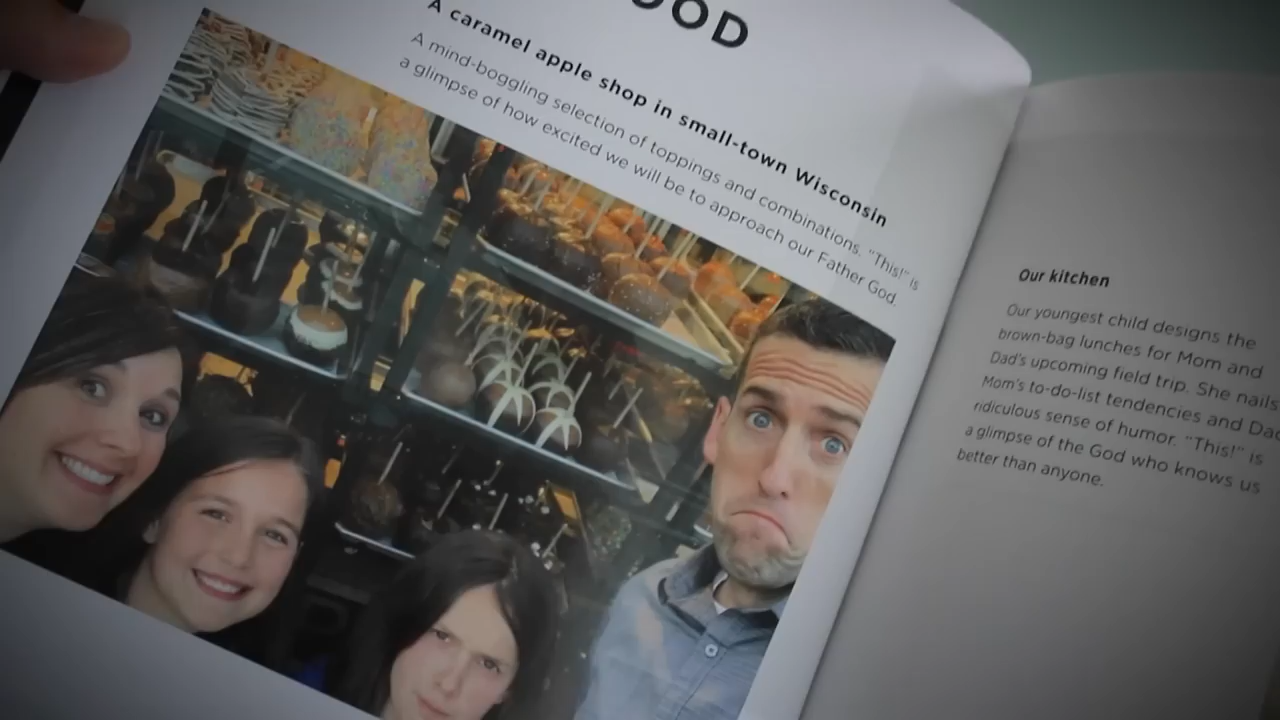 OOD
A caramel apple shop in small-town Wisconsin
A mind-boggling selection of toppings and combinations. "This!" is
a glimpse of how excited we will be to approach our Father God.
Our kitchen
Our youngest child designs the
brown-bag lunches for Mom and
Dad's upcoming field trip. She nails
Mom's to-do-list tendencies and Dad
ridiculous sense of humor. "This!" is
a glimpse of the God who knows us
better than anyone.